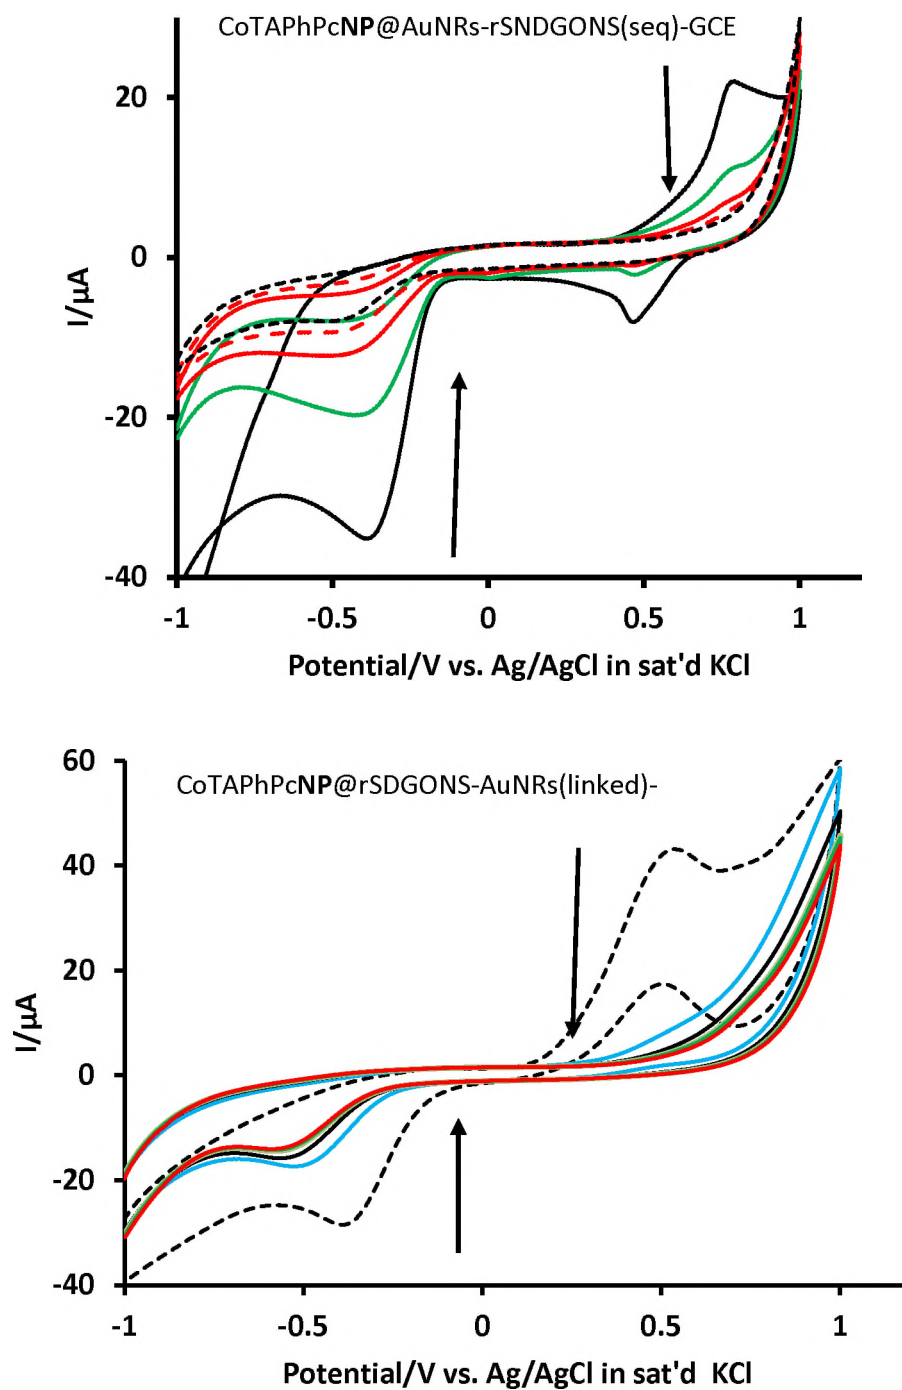 CoTAPhPcNP@AuNRs-rSNDGONS(seq)-GCE
20
0
-20
-40
I/µA
-1 -0.5 0 0.5 1
Potential/V vs. Ag/AgCl in sat'd KCl
60
CoTAPhPcNP@rSDGONS-AuNRs(linked)-
40
20
0
-20
-40
I/µA
-1 -0.5 0 0.5 1
Potential/V vs. Ag/AgCl in sat'd KCl